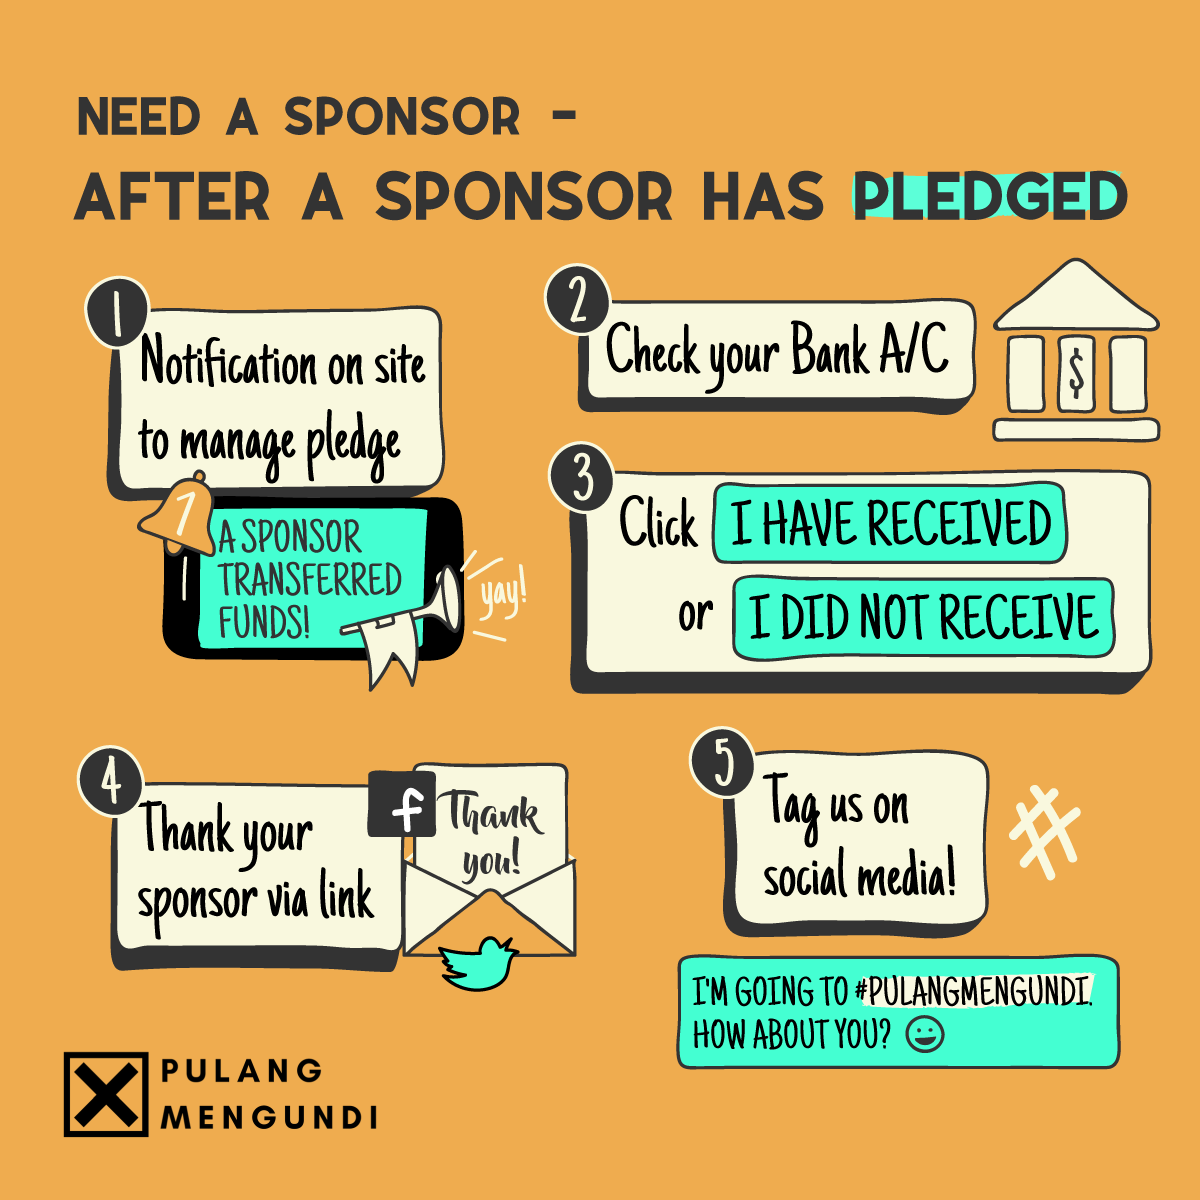 NEED A SPONSOR -
AFTER A SPONSOR HAS PLEDGED
1
Notification on site
to manage pledge
1
A SPONSOR
TRANSFERRED
FUNDS!
yay!
2
Check your Bank A/C
$
3
Click I HAVE RECEIVED
or I DID NOT RECEIVE
4
Thank your
sponsor via link
f
Thank
you!
5
Tag us on
social media!
#
I'M GOING TO #PULANGMENGUNDI.
HOW ABOUT YOU?
PULANG
MENGUNDI